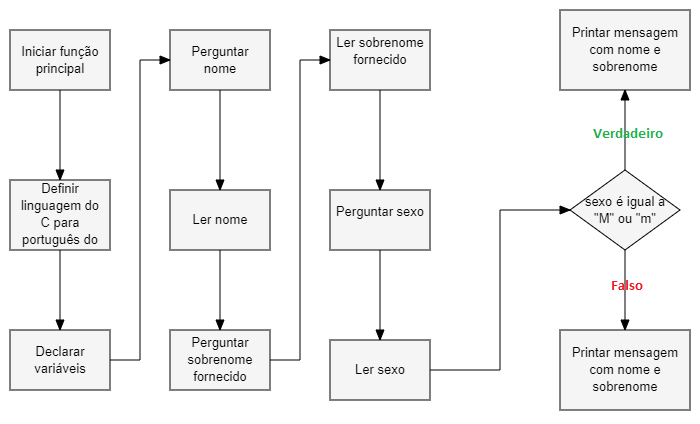 Iniciar função
principal
Definir
linguagem do
C para
português do
Declarar
variáveis
Perguntar
nome
Ler nome
Perguntar
sobrenome
fornecido
Ler sobrenome
fornecido
Perguntar sexo
Ler sexo
sexo é igual a
"M" ou "m"
Verdadeiro
Printar mensagem
com nome e
sobrenome
Falso
Printar mensagem
com nome e
sobrenome